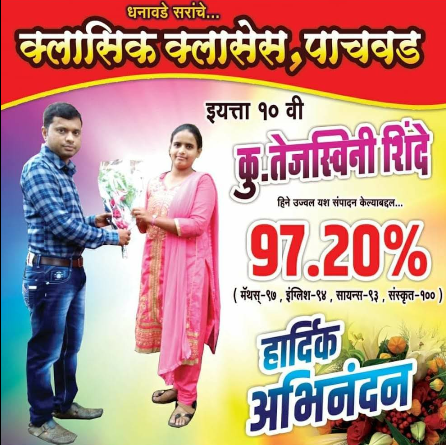 धनावडे सरांचे...
क्लासिक क्लासेस,पाचवड
इयत्ता १० वी
कु.तेजस्विनी शिंदे
हिने उज्वल यश संपादन केल्याबद्दल...
97.20%
( मॅथस्-९७ , इंग्लिश-९४ , सायन्स-९३ , संस्कृत-१०० )
हार्दिक
अभिनंदन